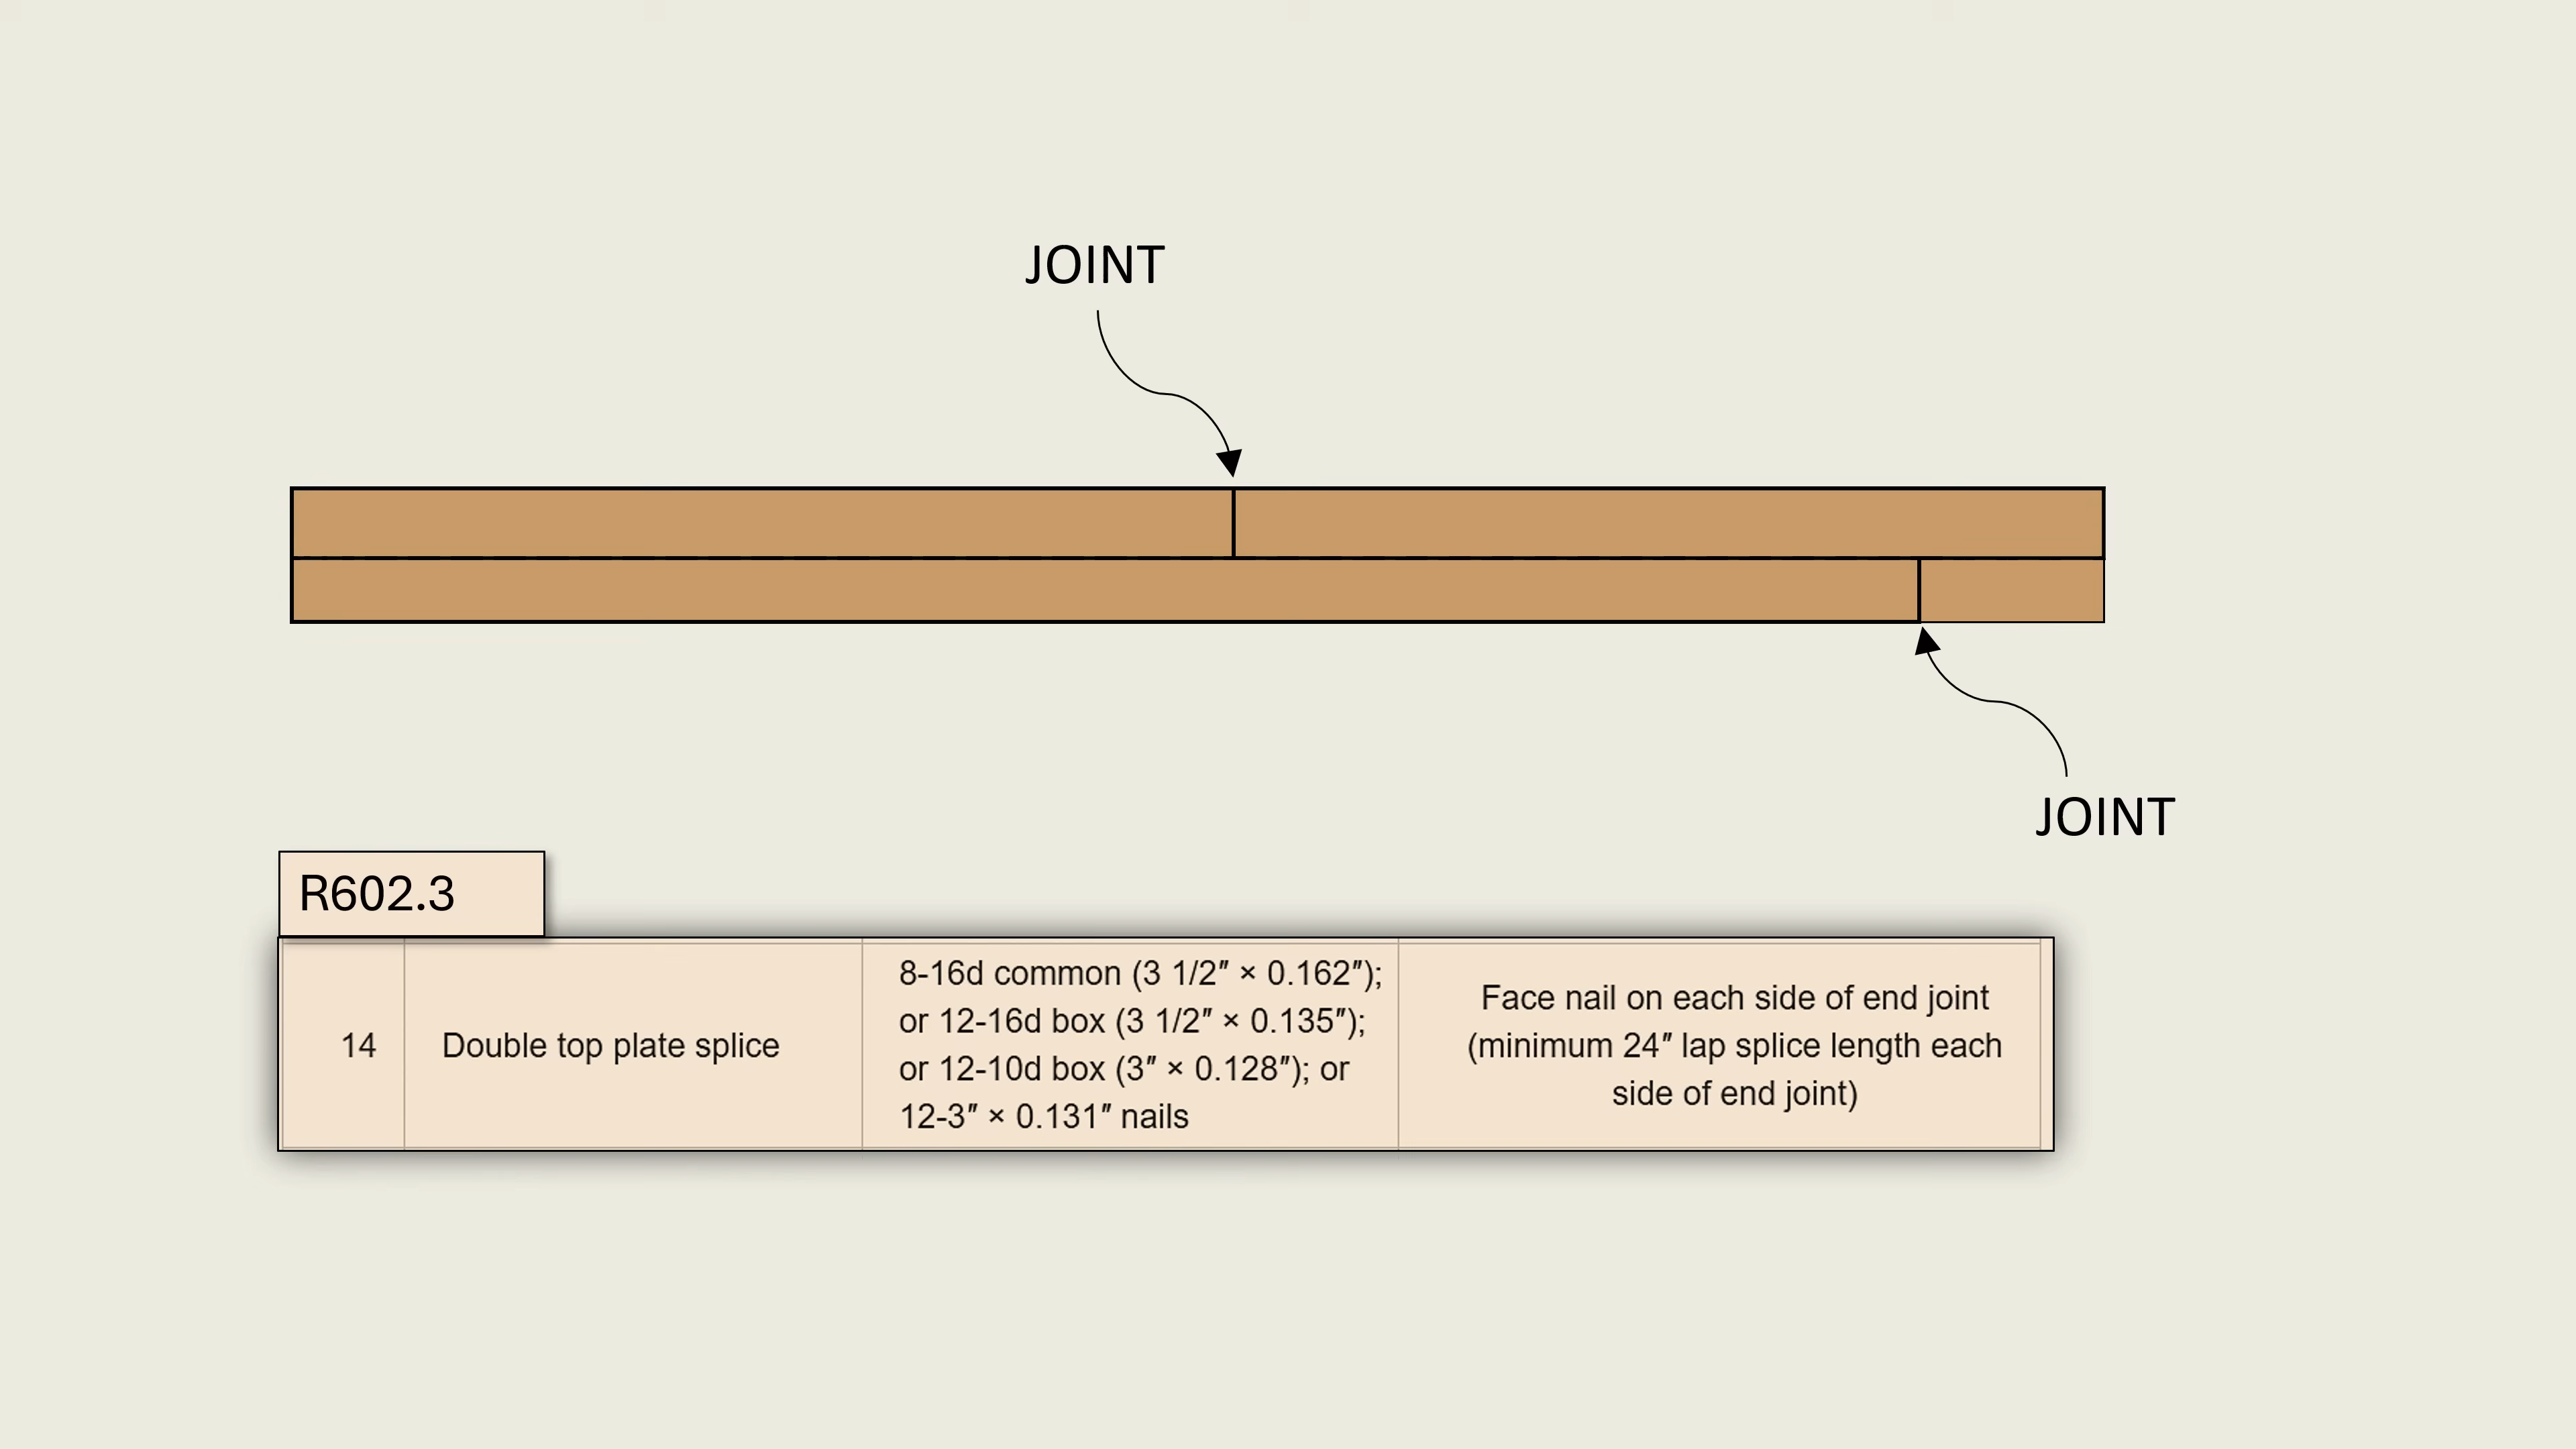 JOINT
JOINT
R602.3
14
Double top plate splice
8-16d common (3 1/2″ × 0.162″);
or 12-16d box (3 1/2″ × 0.135″);
or 12-10d box (3″ × 0.128″); or
12-3″ × 0.131″ nails
Face nail on each side of end joint
(minimum 24″ lap splice length each
side of end joint)